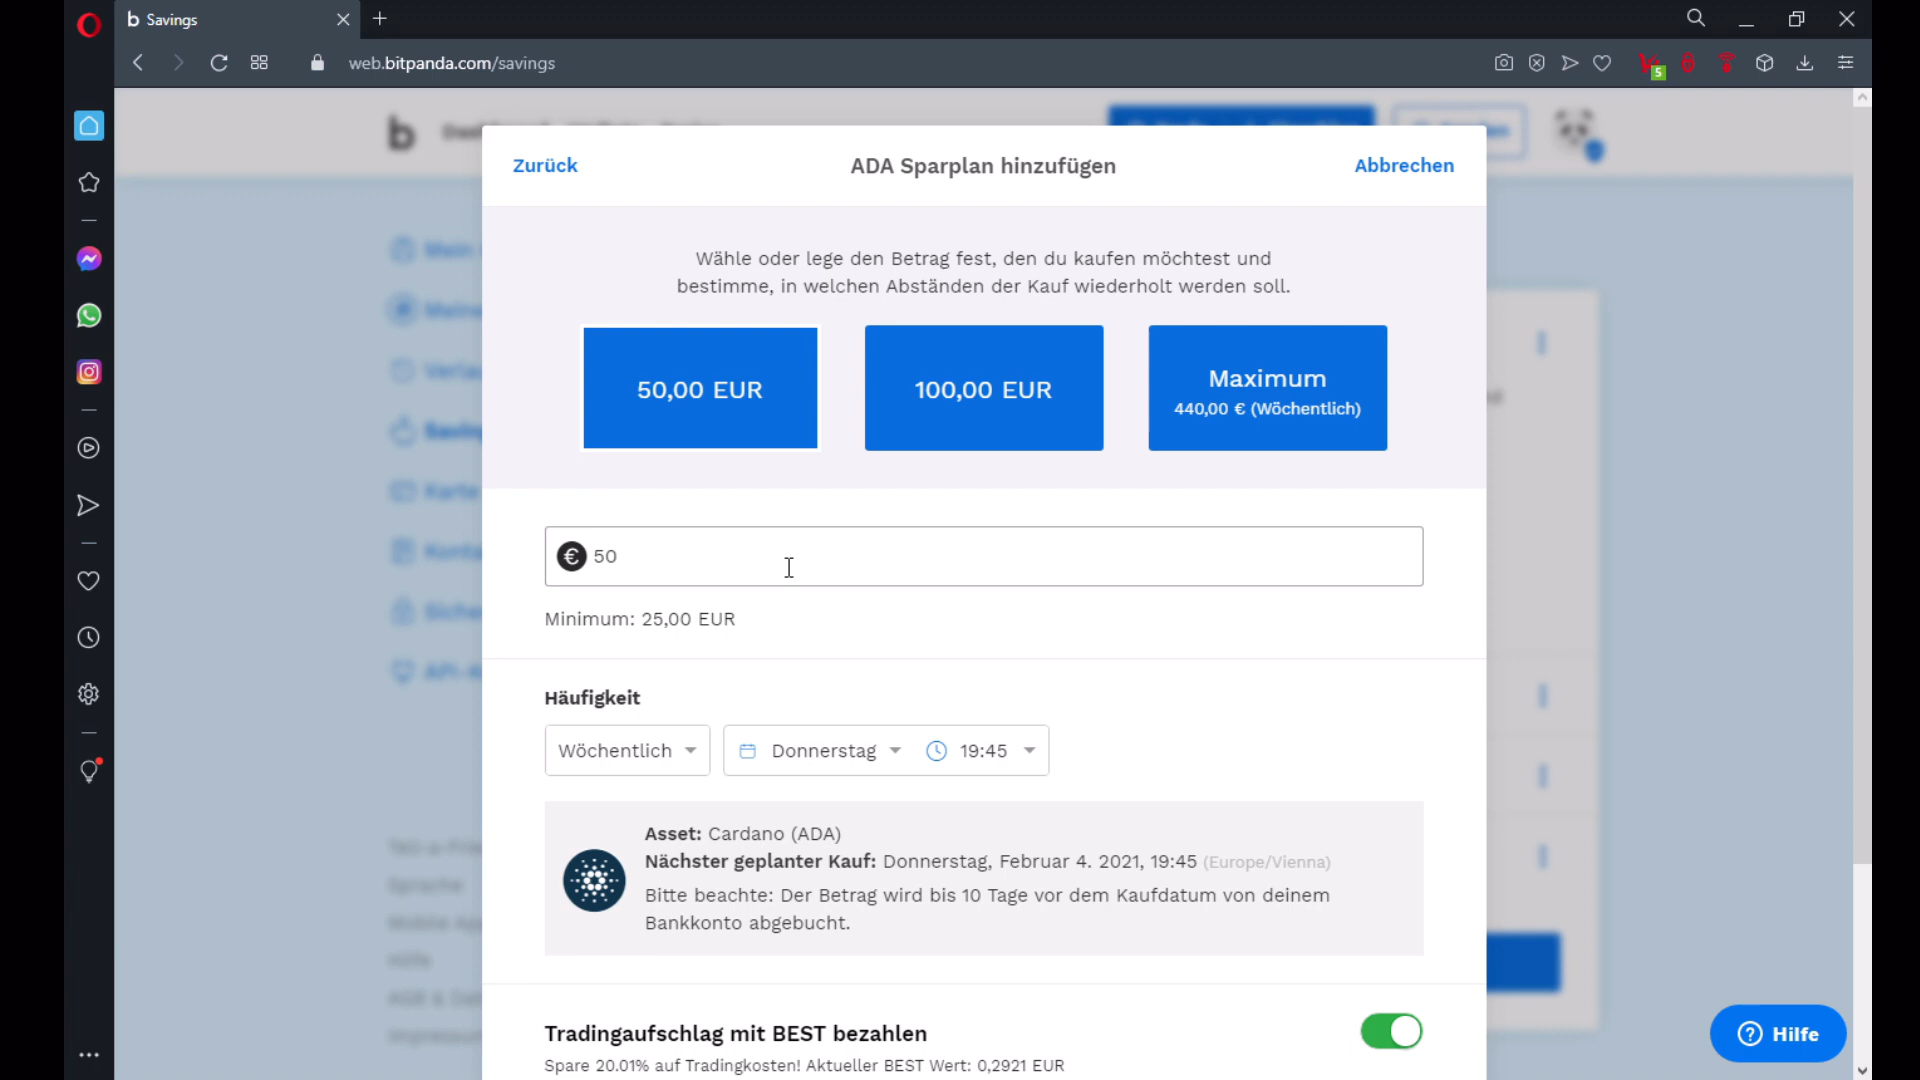 Savings
web.bitpanda.com/savings
5
Zurück
ADA Sparplan hinzufügen
Abbrechen
Wähle oder lege den Betrag fest, den du kaufen möchtest und
bestimme, in welchen Abständen der Kauf wiederholt werden soll.
50,00 EUR
100,00 EUR
Maximum
440,00 € (Wöchentlich)
€ 50
Minimum: 25,00 EUR
Häufigkeit
Wöchentlich
Donnerstag
19:45
Asset: Cardano (ADA)
Nächster geplanter Kauf: Donnerstag, Februar 4. 2021, 19:45 (Europe/Vienna)
Bitte beachte: Der Betrag wird bis 10 Tage vor dem Kaufdatum von deinem
Bankkonto abgebucht.
Tradingaufschlag mit BEST bezahlen
Spare 20.01% auf Tradingkosten! Aktueller BEST Wert: 0,2921 EUR
Hilfe